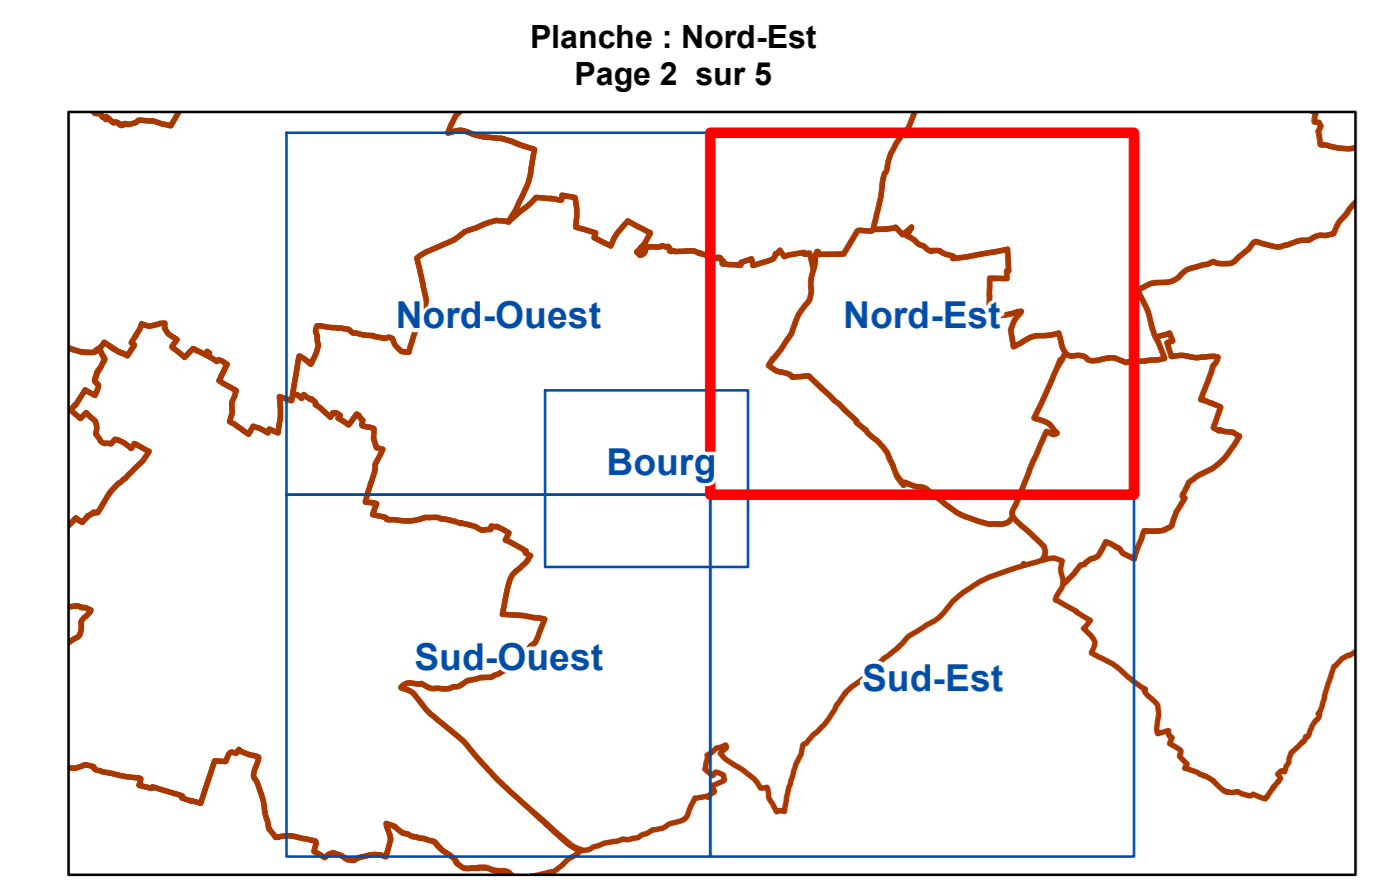 Planche : Nord-Est
Page 2  sur 5
Nord-Ouest
Nord-Est
Bourg
Sud-Ouest
Sud-Est